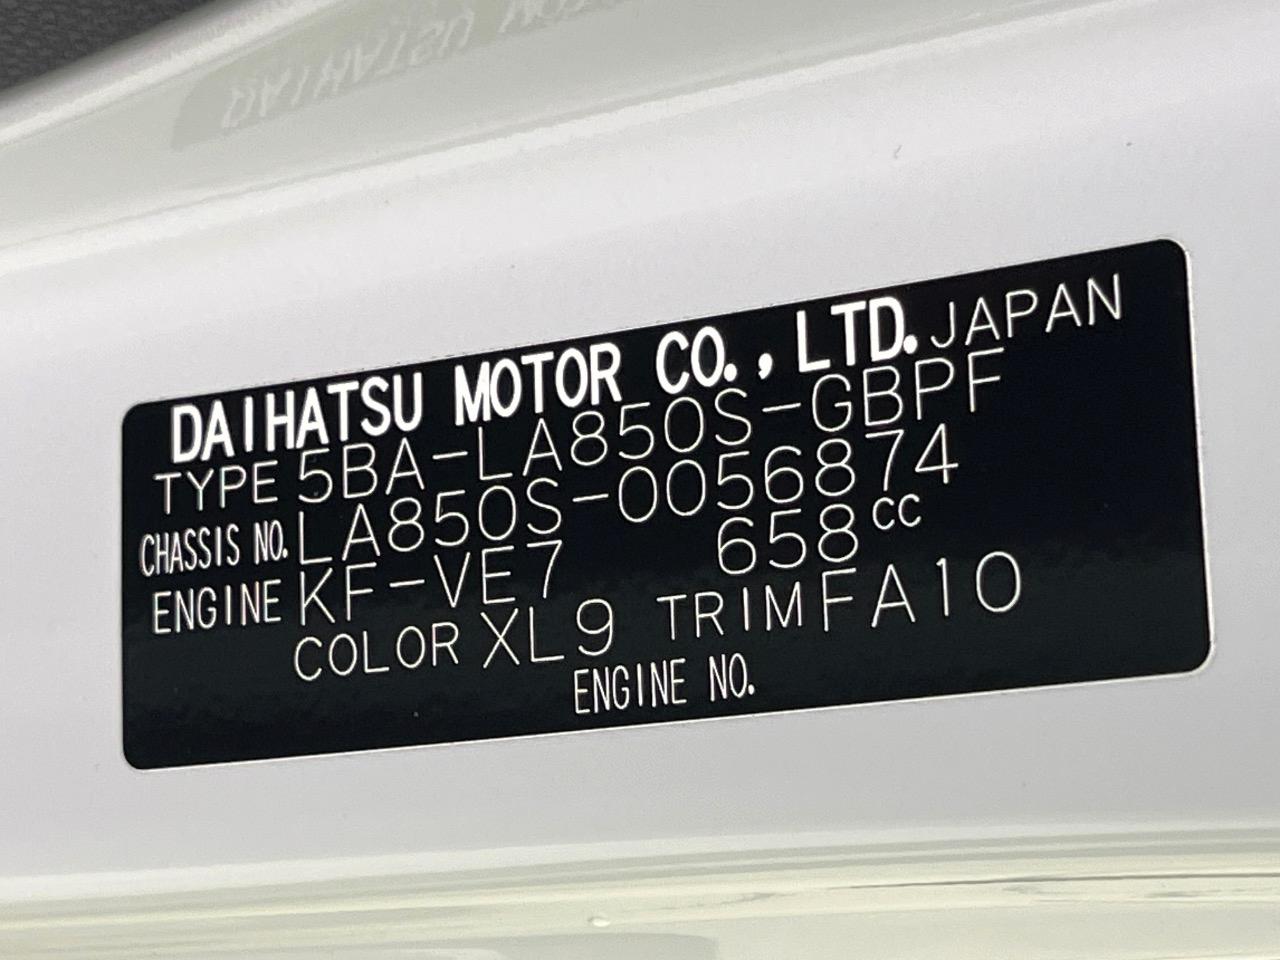 DAIHATSU MOTOR CO., LTD. JAPAN
TYPE 5BA-LA850S-GBPF
CHASSIS NO. LA850S-0056874
ENGINE KF-VE7 658cc
COLOR XL9 TRIM FA10
ENGINE NO.